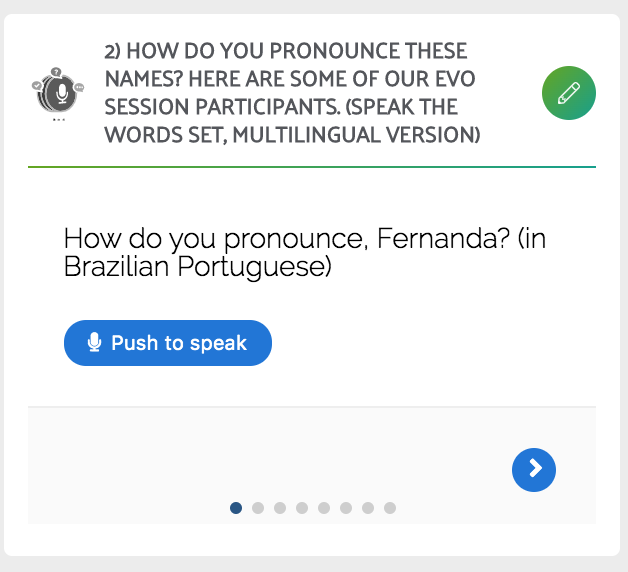 2) HOW DO YOU PRONOUNCE THESE
NAMES? HERE ARE SOME OF OUR EVO
SESSION PARTICIPANTS. (SPEAK THE
WORDS SET, MULTILINGUAL VERSION)
How do you pronounce, Fernanda? (in
Brazilian Portuguese)
Push to speak